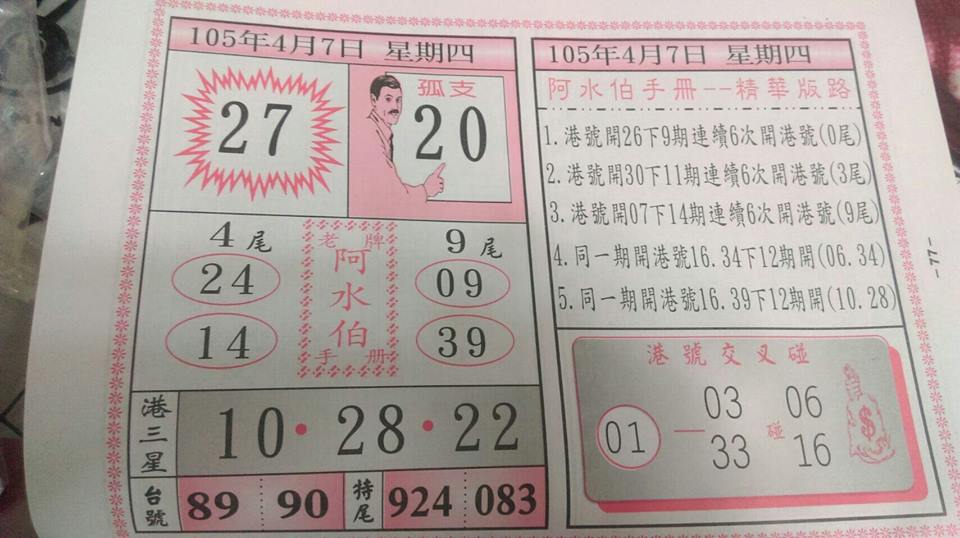 105年4月7日 星期四
27
孤支
20
4尾
24
14
老牌
阿水伯
手册
9尾
09
39
港三星
10·28·22
台號
89 90
特尾
924 083
105年4月7日 星期四
阿水伯手册--精華版路
1.港號開26下9期連續6次開港號(0尾)
2.港號開30下11期連續6次開港號(3尾)
3.港號開07下14期連續6次開港號(9尾)
4.同一期開港號16.34下12期開(06.34)
5.同一期開港號16.39下12期開(10.28)
港號交叉碰
01 — 03 33 碰 06 16
$
-77-